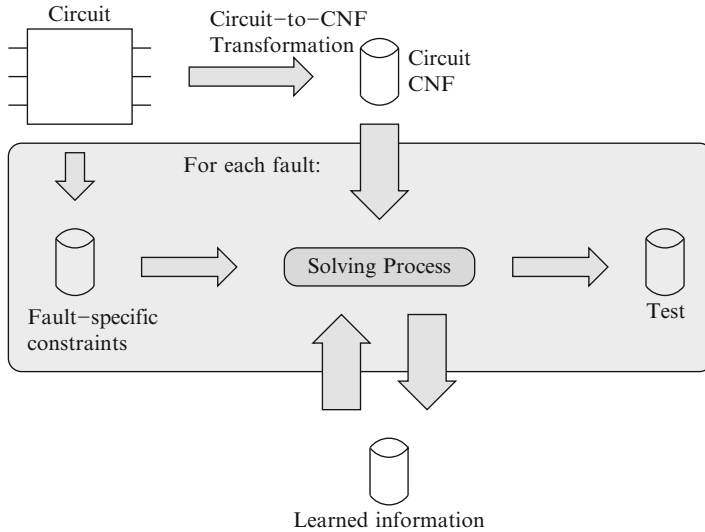 Circuit
Circuit−to−CNF
Transformation
Circuit
CNF
For each fault:
Solving Process
Fault−specific
constraints
Test
Learned information